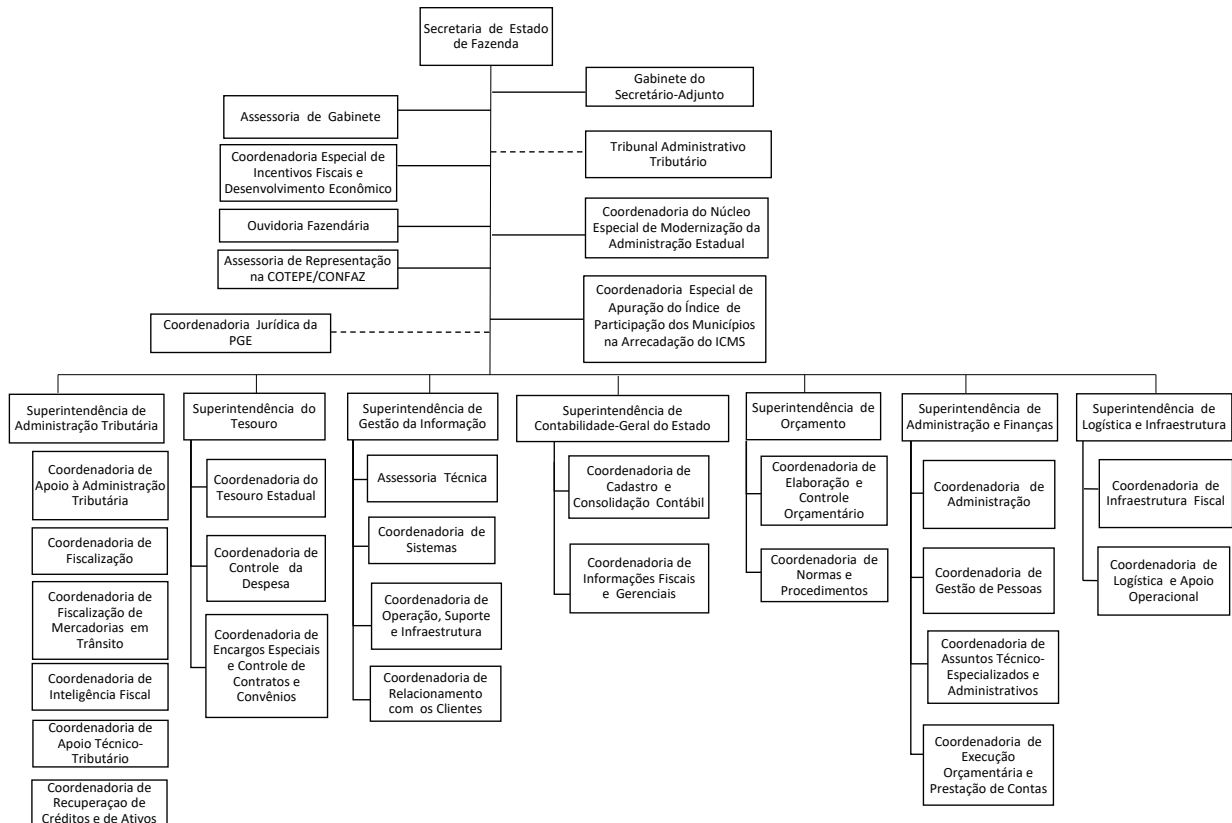 Secretaria de Estado
de Fazenda
Gabinete do
Secretário-Adjunto
Assessoria de Gabinete
Tribunal Administrativo
Tributário
Coordenadoria Especial de
Incentivos Fiscais e
Desenvolvimento Econômico
Ouvidoria Fazendária
Coordenadoria do Núcleo
Especial de Modernização da
Administração Estadual
Assessoria de Representação
na COTEPE/CONFAZ
Coordenadoria Especial de
Apuração do Índice de
Participação dos Municípios
na Arrecadação do ICMS
Coordenadoria Jurídica da
PGE
Superintendência de
Administração Tributária
Coordenadoria de
Apoio à Administração
Tributária
Coordenadoria de
Fiscalização
Coordenadoria de
Fiscalização de
Mercadorias em
Trânsito
Coordenadoria de
Inteligência Fiscal
Coordenadoria de
Apoio Técnico-
Tributário
Coordenadoria de
Recuperaçao de
Créditos e de Ativos
Superintendência do
Tesouro
Coordenadoria do
Tesouro Estadual
Coordenadoria de
Controle da
Despesa
Coordenadoria de
Encargos Especiais
e Controle de
Contratos e
Convênios
Superintendência de
Gestão da Informação
Assessoria Técnica
Coordenadoria de
Sistemas
Coordenadoria de
Operação, Suporte
e Infraestrutura
Coordenadoria de
Relacionamento
com os Clientes
Superintendência de
Contabilidade-Geral do Estado
Coordenadoria de
Cadastro e
Consolidação Contábil
Coordenadoria de
Informações Fiscais
e Gerenciais
Superintendência de
Orçamento
Coordenadoria de
Elaboração e
Controle
Orçamentário
Coordenadoria de
Normas e
Procedimentos
Superintendência de
Administração e Finanças
Coordenadoria de
Administração
Coordenadoria de
Gestão de Pessoas
Coordenadoria de
Assuntos Técnico-
Especializados e
Administrativos
Coordenadoria de
Execução
Orçamentária e
Prestação de Contas
Superintendência de
Logística e Infraestrutura
Coordenadoria de
Infraestrutura Fiscal
Coordenadoria de
Logística e Apoio
Operacional